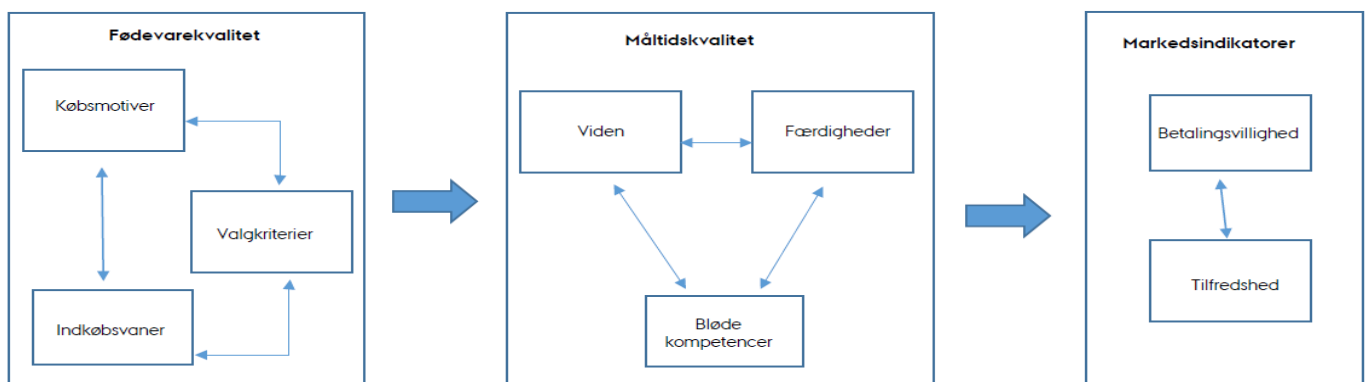 Fødevarekvalitet
Købsmotiver
Valgkriterier
Indkøbsvaner
Måltidskvalitet
Viden
Færdigheder
Bløde
kompetencer
Markedsindikatorer
Betalingsvillighed
Tilfredshed